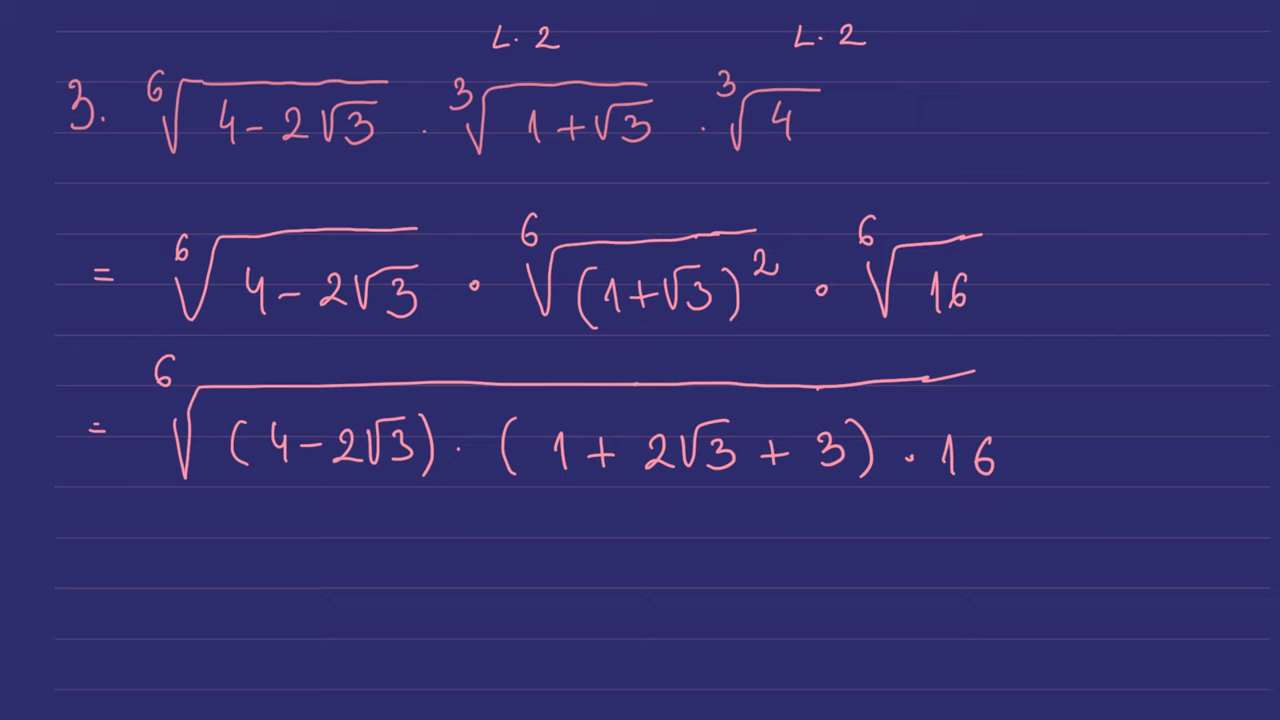 L. 2 L. 2
3. ⁶√(4 - 2√3) . ³√(1 + √3) . ³√4
= ⁶√(4 - 2√3) · ⁶√((1+√3)²) · ⁶√16
= ⁶√((4 - 2√3) . (1 + 2√3 + 3) . 16)